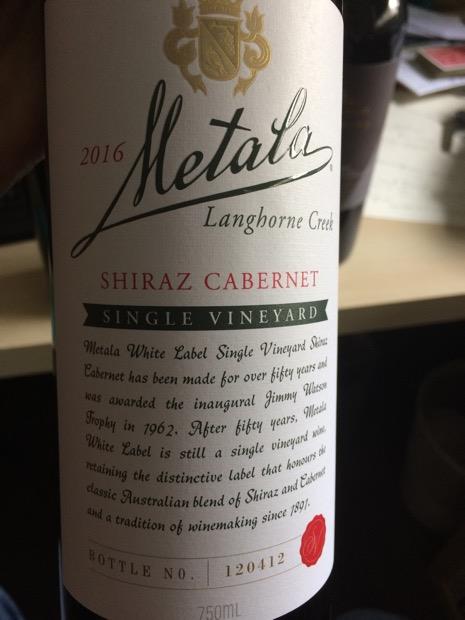 2016 Metala
Langhorne Creek
SHIRAZ CABERNET
SINGLE VINEYARD
Metala White Label Single Vineyard Shiraz
Cabernet has been made for over fifty years and
was awarded the inaugural Jimmy Watson
Trophy in 1962. After fifty years, Metala
White Label is still a single vineyard wine,
retaining the distinctive label that honours the
classic Australian blend of Shiraz and Cabernet
and a tradition of winemaking since 1891.
BOTTLE NO. | 120412
750mL